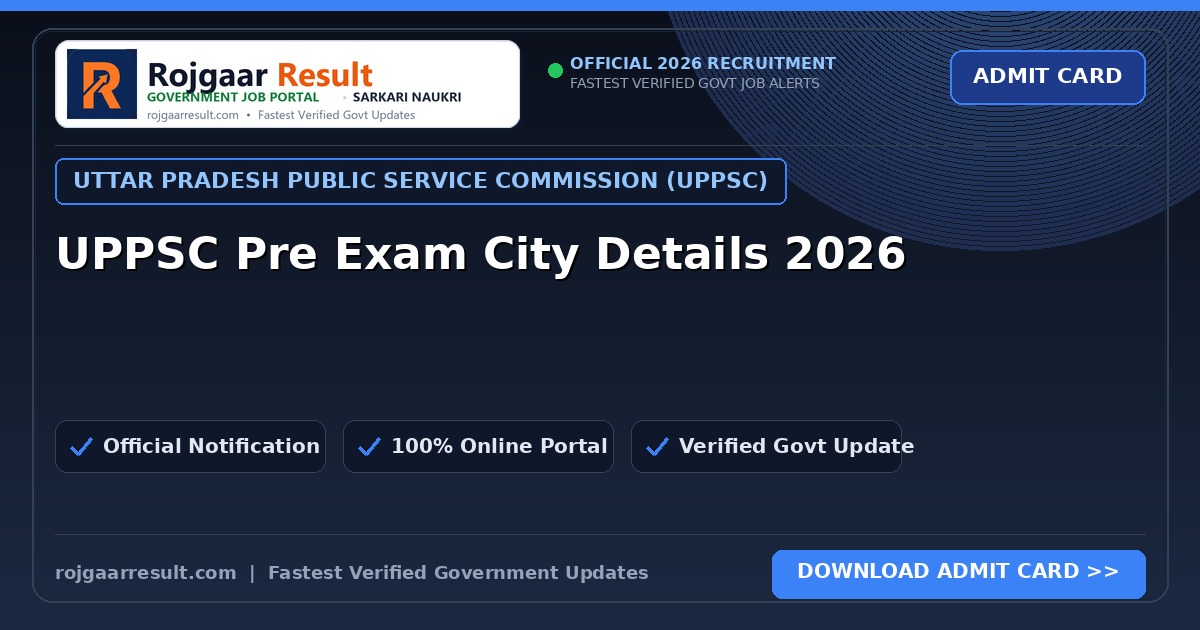 Rojgaar Result
GOVERNMENT JOB PORTAL • SARKARI NAUKRI
rojgaarresult.com • Fastest Verified Govt Updates
OFFICIAL 2026 RECRUITMENT
FASTEST VERIFIED GOVT JOB ALERTS
ADMIT CARD
UTTAR PRADESH PUBLIC SERVICE COMMISSION (UPPSC)
UPPSC Pre Exam City Details 2026
Official Notification
100% Online Portal
Verified Govt Update
rojgaarresult.com | Fastest Verified Government Updates
DOWNLOAD ADMIT CARD >>